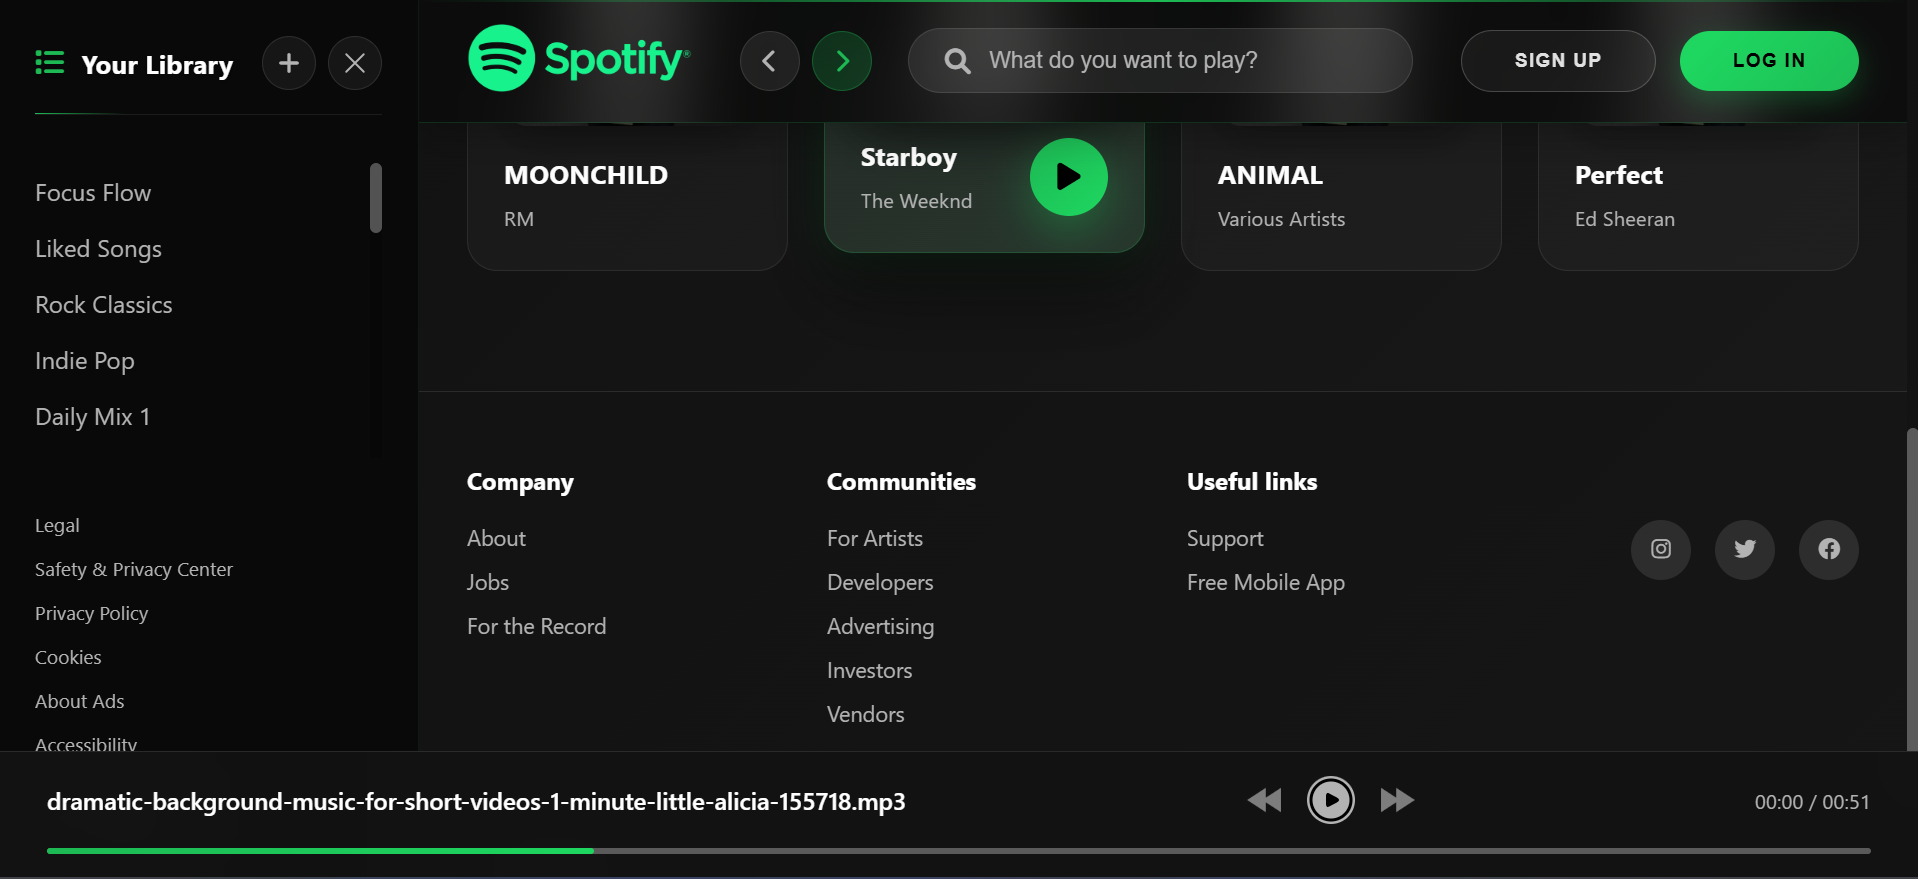 Your Library
Focus Flow
Liked Songs
Rock Classics
Indie Pop
Daily Mix 1
Legal
Safety & Privacy Center
Privacy Policy
Cookies
About Ads
Accessibility
Spotify®
What do you want to play?
SIGN UP
LOG IN
MOONCHILD
RM
Starboy
The Weeknd
ANIMAL
Various Artists
Perfect
Ed Sheeran
Company
About
Jobs
For the Record
Communities
For Artists
Developers
Advertising
Investors
Vendors
Useful links
Support
Free Mobile App
dramatic-background-music-for-short-videos-1-minute-little-alicia-155718.mp3
00:00 / 00:51